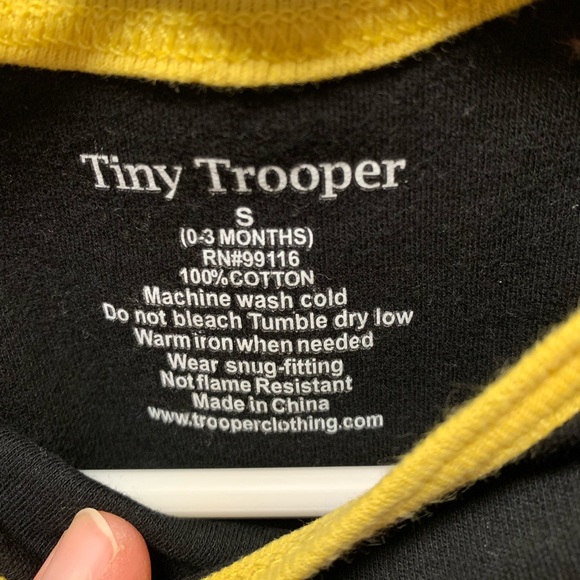 Tiny Trooper
S
(0-3 MONTHS)
RN#99116
100%COTTON
Machine wash cold
Do not bleach Tumble dry low
Warm iron when needed
Wear snug-fitting
Not flame Resistant
Made in China
www.trooperclothing.com